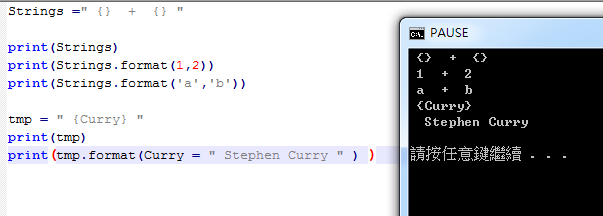 Strings =" {}  +  {} "
print(Strings)
print(Strings.format(1,2))
print(Strings.format('a','b'))
tmp = " {Curry} "
print(tmp)
print(tmp.format(Curry = " Stephen Curry " ) )
PAUSE
{}  +  {}
1  +  2
a  +  b
{Curry}
Stephen Curry
請按任意鍵繼續 . . .